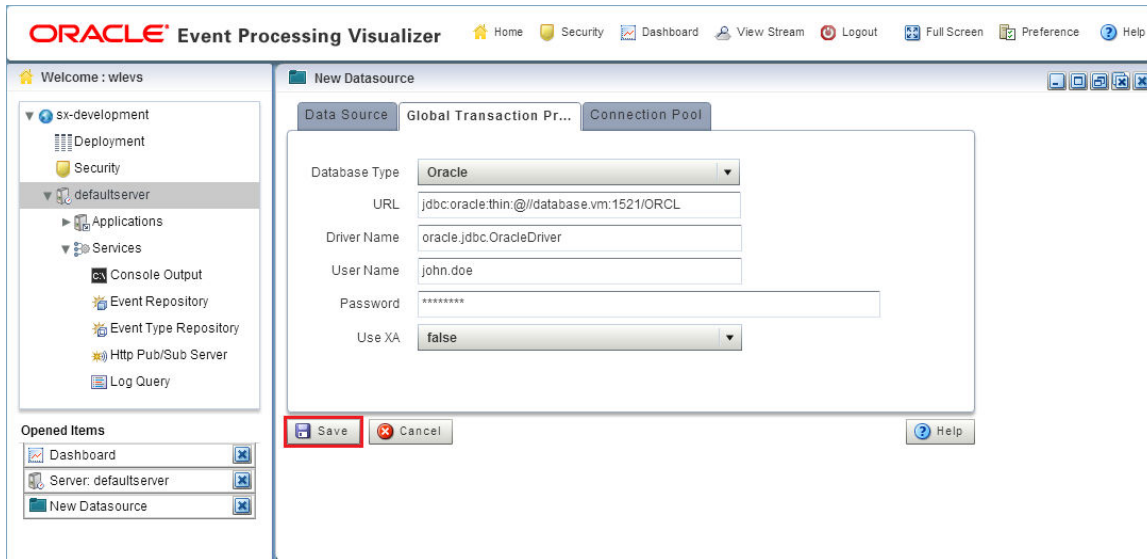 ORACLE Event Processing Visualizer
Home Security Dashboard View Stream Logout Full Screen Preference Help
Welcome : wlevs
sx-development
Deployment
Security
defaultserver
Applications
Services
Console Output
Event Repository
Event Type Repository
Http Pub/Sub Server
Log Query
Opened Items
Dashboard
Server: defaultserver
New Datasource
New Datasource
Data Source Global Transaction Pr... Connection Pool
Database Type Oracle
URL jdbc:oracle:thin:@//database.vm:1521/ORCL
Driver Name oracle.jdbc.OracleDriver
User Name john.doe
Password ********
Use XA false
Save Cancel Help